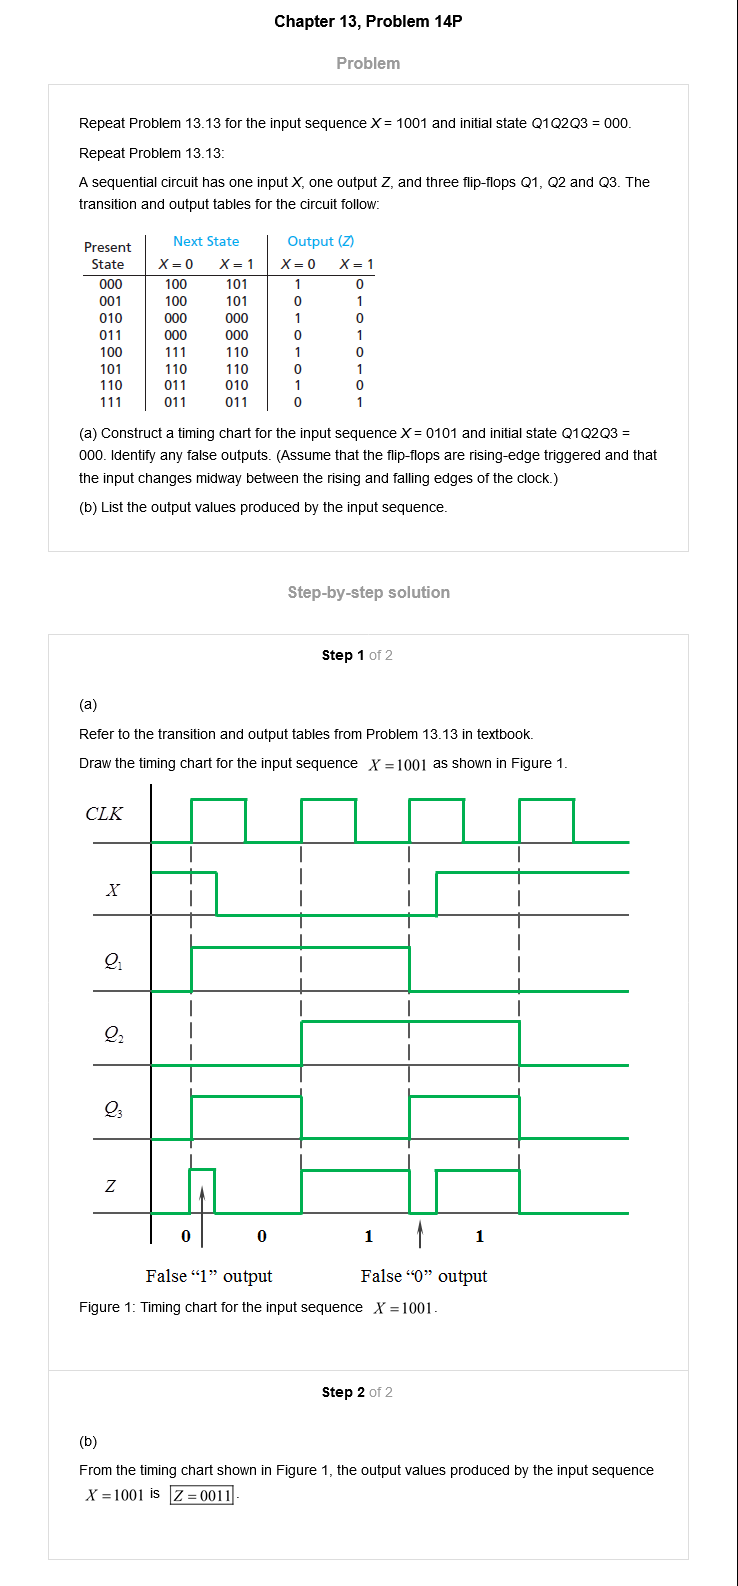 Chapter 13, Problem 14P
Problem
Repeat Problem 13.13 for the input sequence X = 1001 and initial state Q1Q2Q3 = 000.
Repeat Problem 13.13:
A sequential circuit has one input X, one output Z, and three flip-flops Q1, Q2 and Q3. The
transition and output tables for the circuit follow:
Present Next State Output (Z)
State X = 0 X = 1 X = 0 X = 1
000 100 101 1 0
001 100 101 0 1
010 000 000 1 0
011 000 000 0 1
100 111 110 1 0
101 110 110 0 1
110 011 010 1 0
111 011 011 0 1
(a) Construct a timing chart for the input sequence X = 0101 and initial state Q1Q2Q3 =
000. Identify any false outputs. (Assume that the flip-flops are rising-edge triggered and that
the input changes midway between the rising and falling edges of the clock.)
(b) List the output values produced by the input sequence.
Step-by-step solution
Step 1 of 2
(a)
Refer to the transition and output tables from Problem 13.13 in textbook.
Draw the timing chart for the input sequence X = 1001 as shown in Figure 1.
CLK
X
Q₁
Q₂
Q₃
Z
0 0 1 1
False “1” output False “0” output
Figure 1: Timing chart for the input sequence X = 1001.
Step 2 of 2
(b)
From the timing chart shown in Figure 1, the output values produced by the input sequence
X = 1001 is Z = 0011.